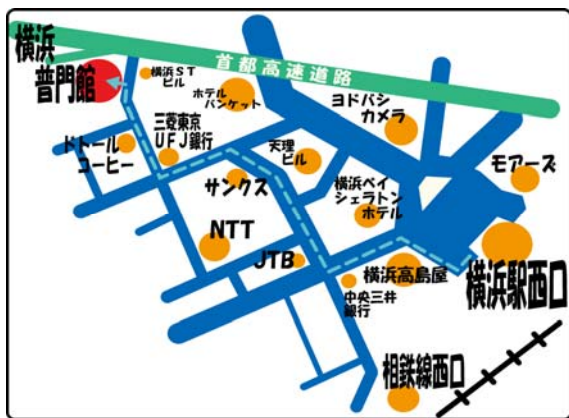 首都高速道路
横浜
普門館
横浜ST
ビル
ホテル
バンケット
ヨドバシ
カメラ
三菱東京
UFJ銀行
ドトール
コーヒー
天理
ビル
モアーズ
サンクス
横浜ベイ
シェラトン
ホテル
NTT
JTB
横浜高島屋
横浜駅西口
中央三井
銀行
相鉄線西口